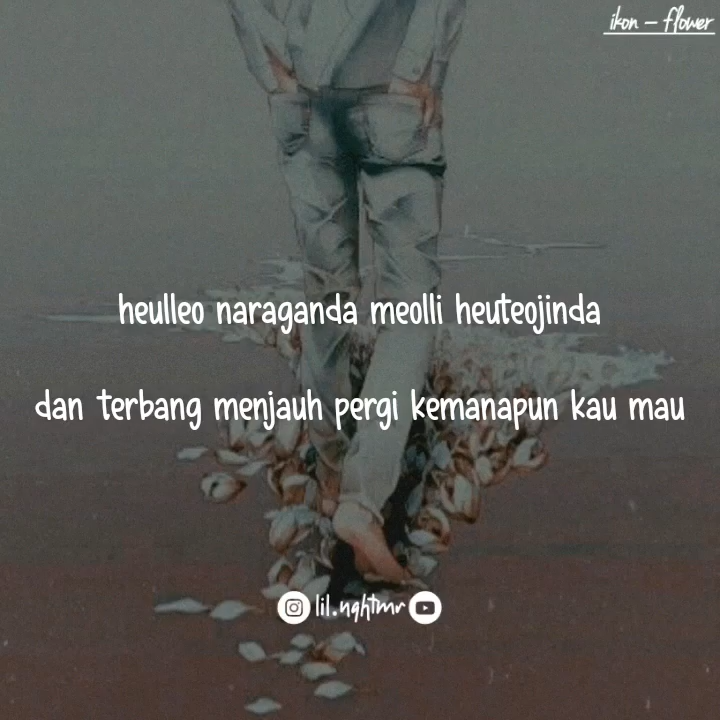 ikon - flower
heulleo naraganda meolli heuteojinda
dan terbang menjauh pergi kemanapun kau mau
lil.nghtmr